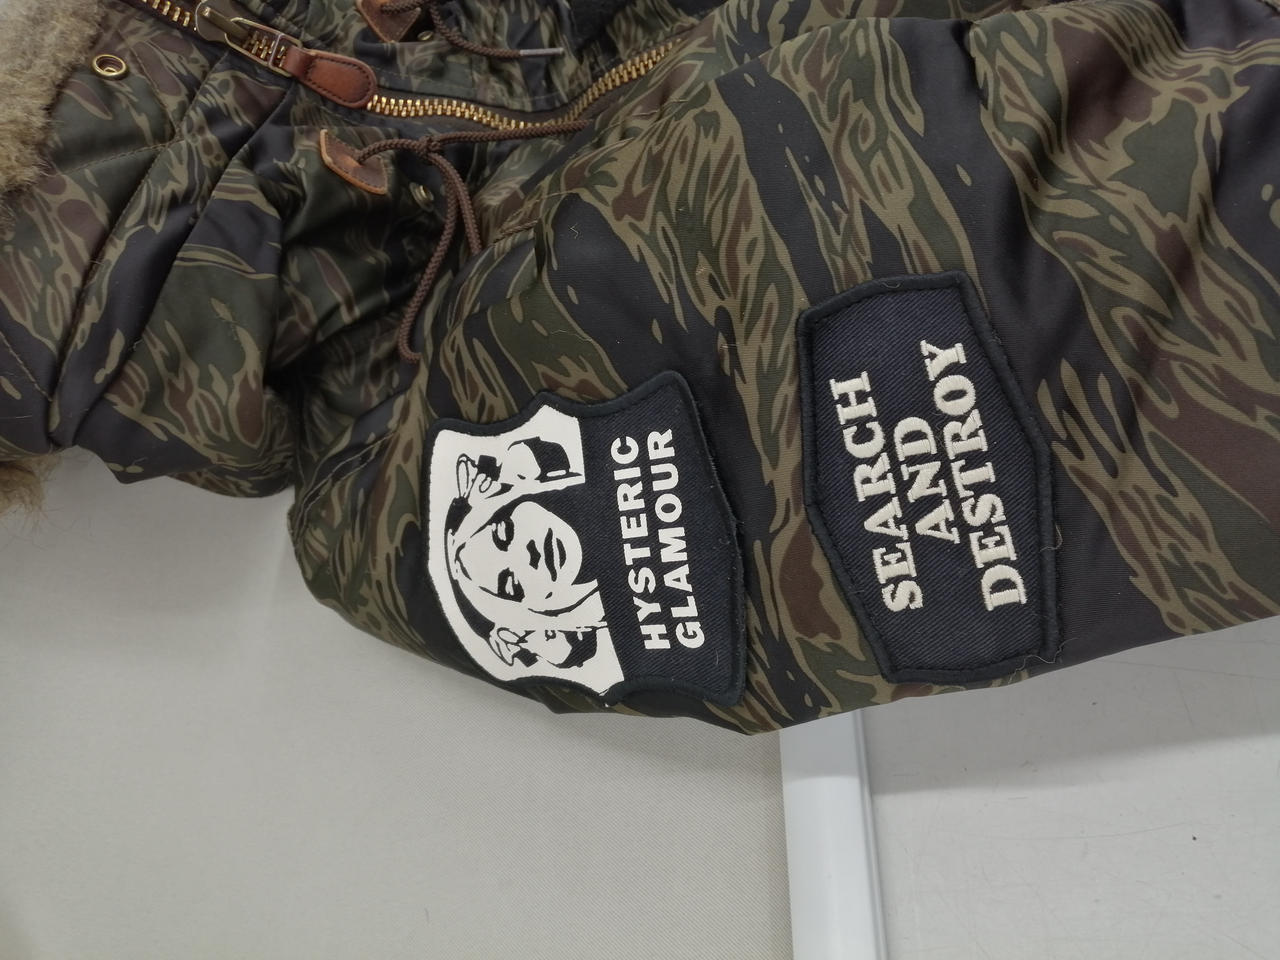 HYSTERIC
GLAMOUR
SEARCH
AND
DESTROY